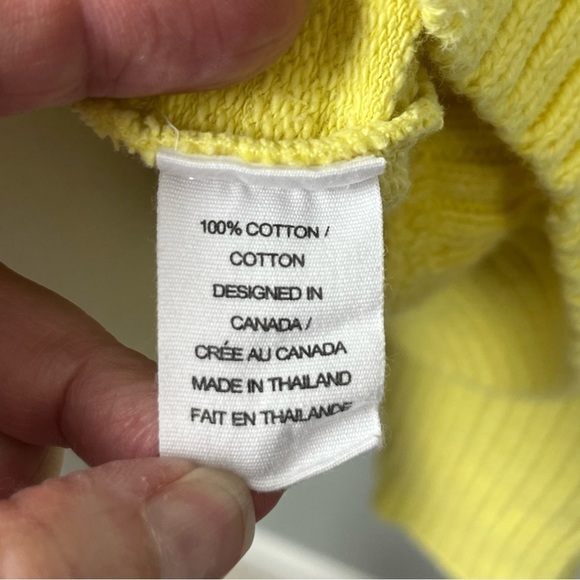 100% COTTON /
COTTON
DESIGNED IN
CANADA /
CRÉE AU CANADA
MADE IN THAILAND
FAIT EN THAILANDE